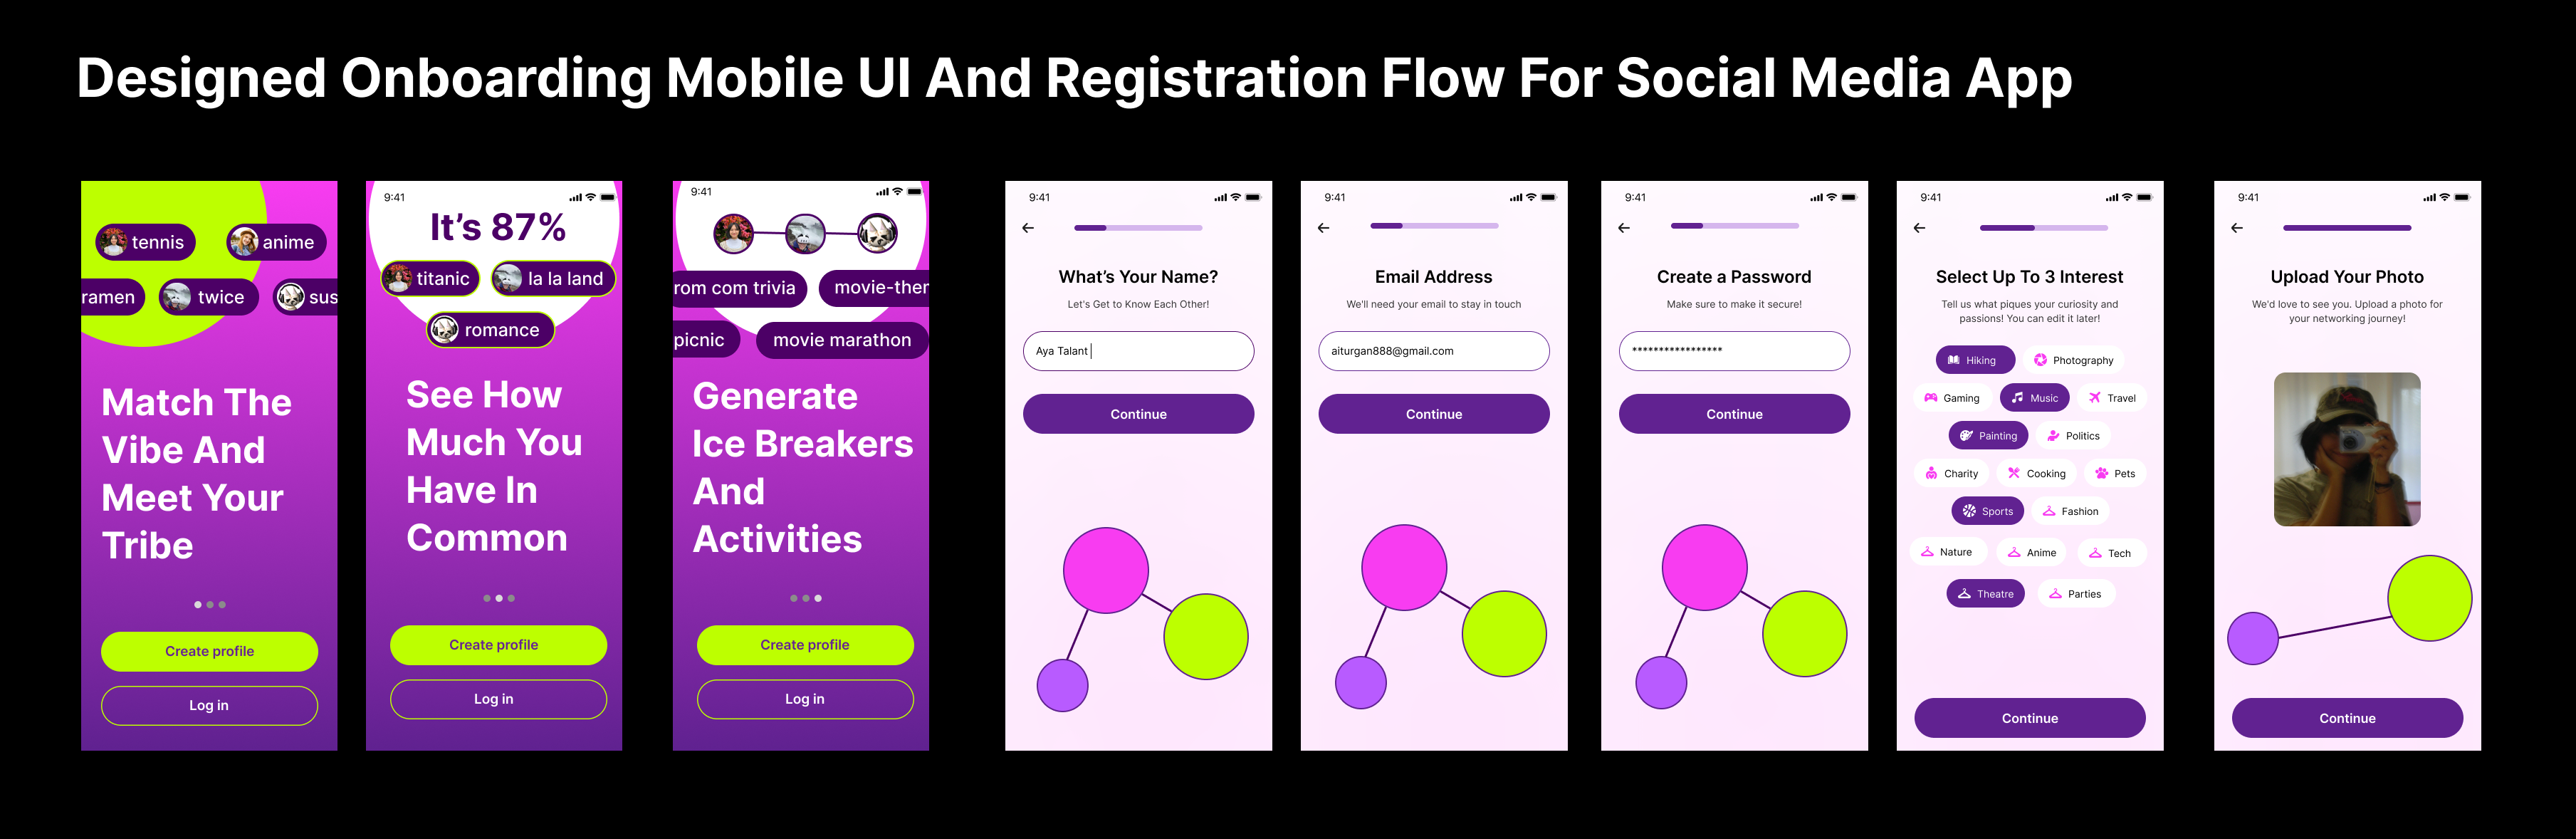 Designed Onboarding Mobile UI And Registration Flow For Social Media App
tennis
anime
ramen
twice
sus
Match The
Vibe And
Meet Your
Tribe
Create profile
Log in
9:41
It's 87%
titanic
la la land
romance
See How
Much You
Have In
Common
Create profile
Log in
9:41
rom com trivia
movie-ther
picnic
movie marathon
Generate
Ice Breakers
And
Activities
Create profile
Log in
9:41
What's Your Name?
Let's Get to Know Each Other!
Aya Talant
Continue
9:41
Email Address
We'll need your email to stay in touch
aiturgan888@gmail.com
Continue
9:41
Create a Password
Make sure to make it secure!
*****************
Continue
9:41
Select Up To 3 Interest
Tell us what piques your curiosity and
passions! You can edit it later!
Hiking
Photography
Gaming
Music
Travel
Painting
Politics
Charity
Cooking
Pets
Sports
Fashion
Nature
Anime
Tech
Theatre
Parties
Continue
9:41
Upload Your Photo
We'd love to see you. Upload a photo for
your networking journey!
Continue